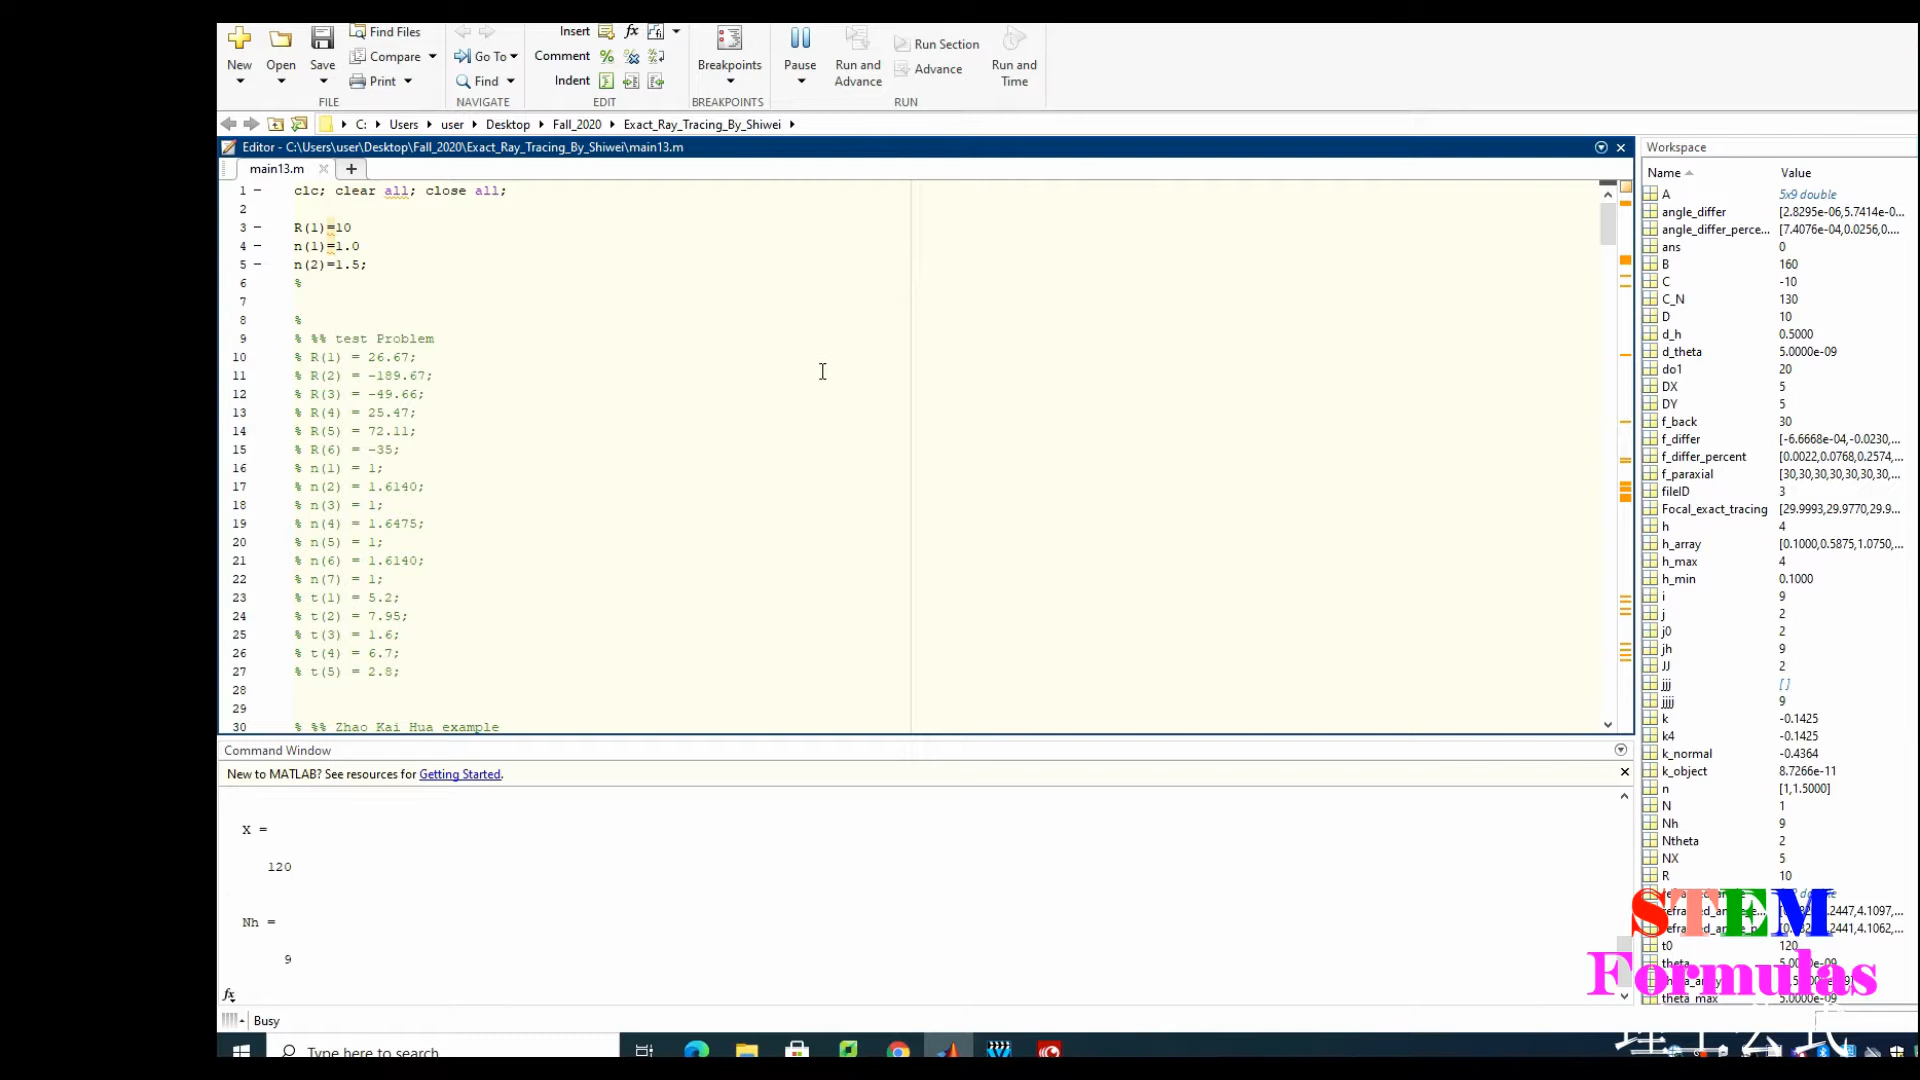 Find Files
Insert
New
Open
Save
Compare
Go To
Comment
Breakpoints
Pause
Run and Advance
Run Section
Advance
Run and Time
Print
Find
Indent
FILE
NAVIGATE
EDIT
BREAKPOINTS
RUN
C: Users user Desktop Fall_2020 Exact_Ray_Tracing_By_Shiwei
Editor - C:\Users\user\Desktop\Fall_2020\Exact_Ray_Tracing_By_Shiwei\main13.m
main13.m
1 – clc; clear all; close all;
2
3 – R(1)=10
4 – n(1)=1.0
5 – n(2)=1.5;
6 %
7
8 %
9 % %% test Problem
10 % R(1) = 26.67;
11 % R(2) = -189.67;
12 % R(3) = -49.66;
13 % R(4) = 25.47;
14 % R(5) = 72.11;
15 % R(6) = -35;
16 % n(1) = 1;
17 % n(2) = 1.6140;
18 % n(3) = 1;
19 % n(4) = 1.6475;
20 % n(5) = 1;
21 % n(6) = 1.6140;
22 % n(7) = 1;
23 % t(1) = 5.2;
24 % t(2) = 7.95;
25 % t(3) = 1.6;
26 % t(4) = 6.7;
27 % t(5) = 2.8;
28
29
30 % %% Zhao Kai Hua example
Command Window
New to MATLAB? See resources for Getting Started.
X =
120
Nh =
9
fx
Busy
Type here to search
Workspace
Name Value
A 5x9 double
angle_differ [2.8295e-06,5.7414e-0...
angle_differ_perce... [7.4076e-04,0.0256,0....
ans 0
B 160
C -10
C_N 130
D 10
d_h 0.5000
d_theta 5.0000e-09
do1 20
DX 5
DY 5
f_back 30
f_differ [-6.6668e-04,-0.0230,...
f_differ_percent [0.0022,0.0768,0.2574,...
f_paraxial [30,30,30,30,30,30,30,...
fileID 3
Focal_exact_tracing [29.9993,29.9770,29.9...
h 4
h_array [0.1000,0.5875,1.0750,...
h_max 4
h_min 0.1000
i 9
j 2
j0 2
jh 9
JJ 2
jjj []
jjjj 9
k -0.1425
k4 -0.1425
k_normal -0.4364
k_object 8.7266e-11
n [1,1.5000]
N 1
Nh 9
Ntheta 2
NX 5
R 10
t0 120
theta 5.0000e-09
theta_max 5.0000e-09
STEM
Formulas
理工公式